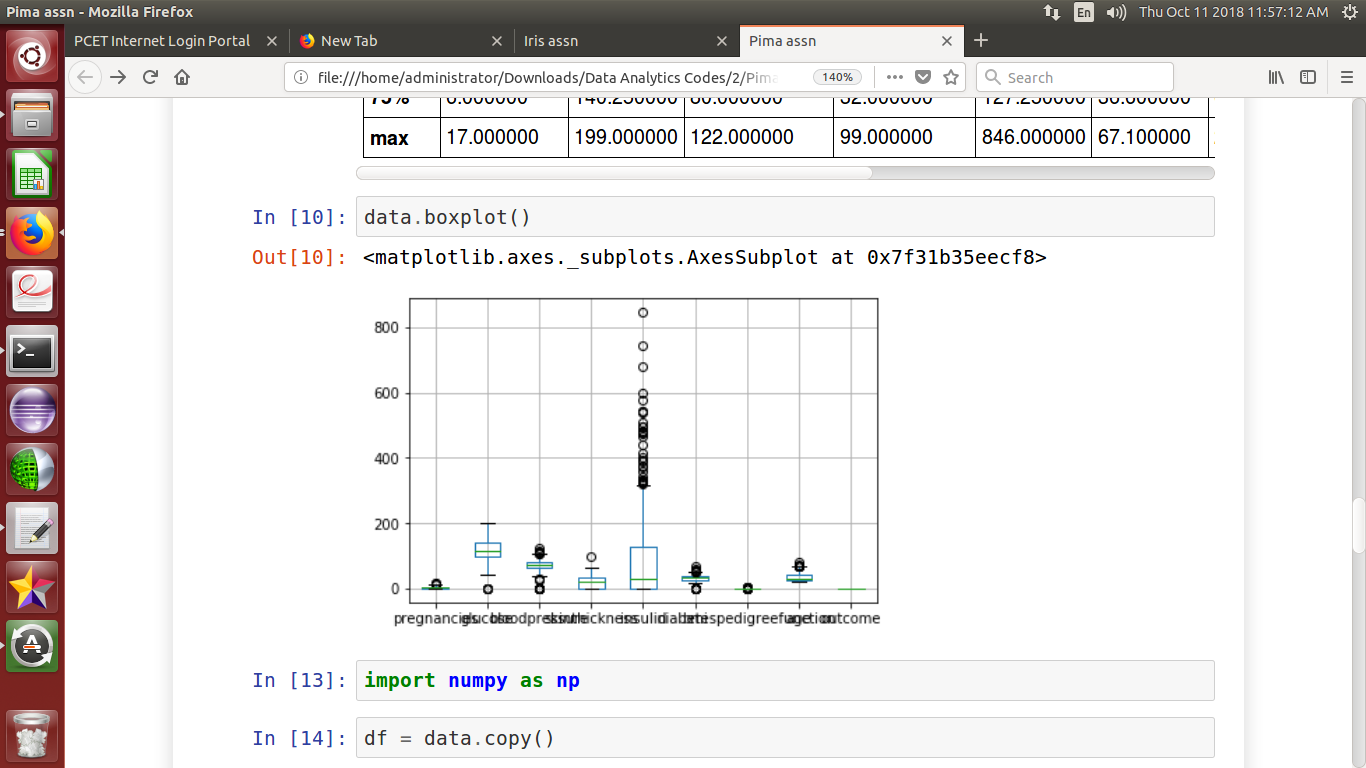 Pima assn - Mozilla Firefox
En
Thu Oct 11 2018 11:57:12 AM
PCET Internet Login Portal
New Tab
Iris assn
Pima assn
file:///home/administrator/Downloads/Data Analytics Codes/2/Pima
140%
Search
75% 6.000000 140.250000 80.000000 32.000000 127.250000 36.600000
max 17.000000 199.000000 122.000000 99.000000 846.000000 67.100000
In [10]: data.boxplot()
Out[10]: <matplotlib.axes._subplots.AxesSubplot at 0x7f31b35eecf8>
800
600
400
200
0
pregnancies glucose bloodpressure skinthickness insulin bmi diabetespedigreefunction age outcome
In [13]: import numpy as np
In [14]: df = data.copy()